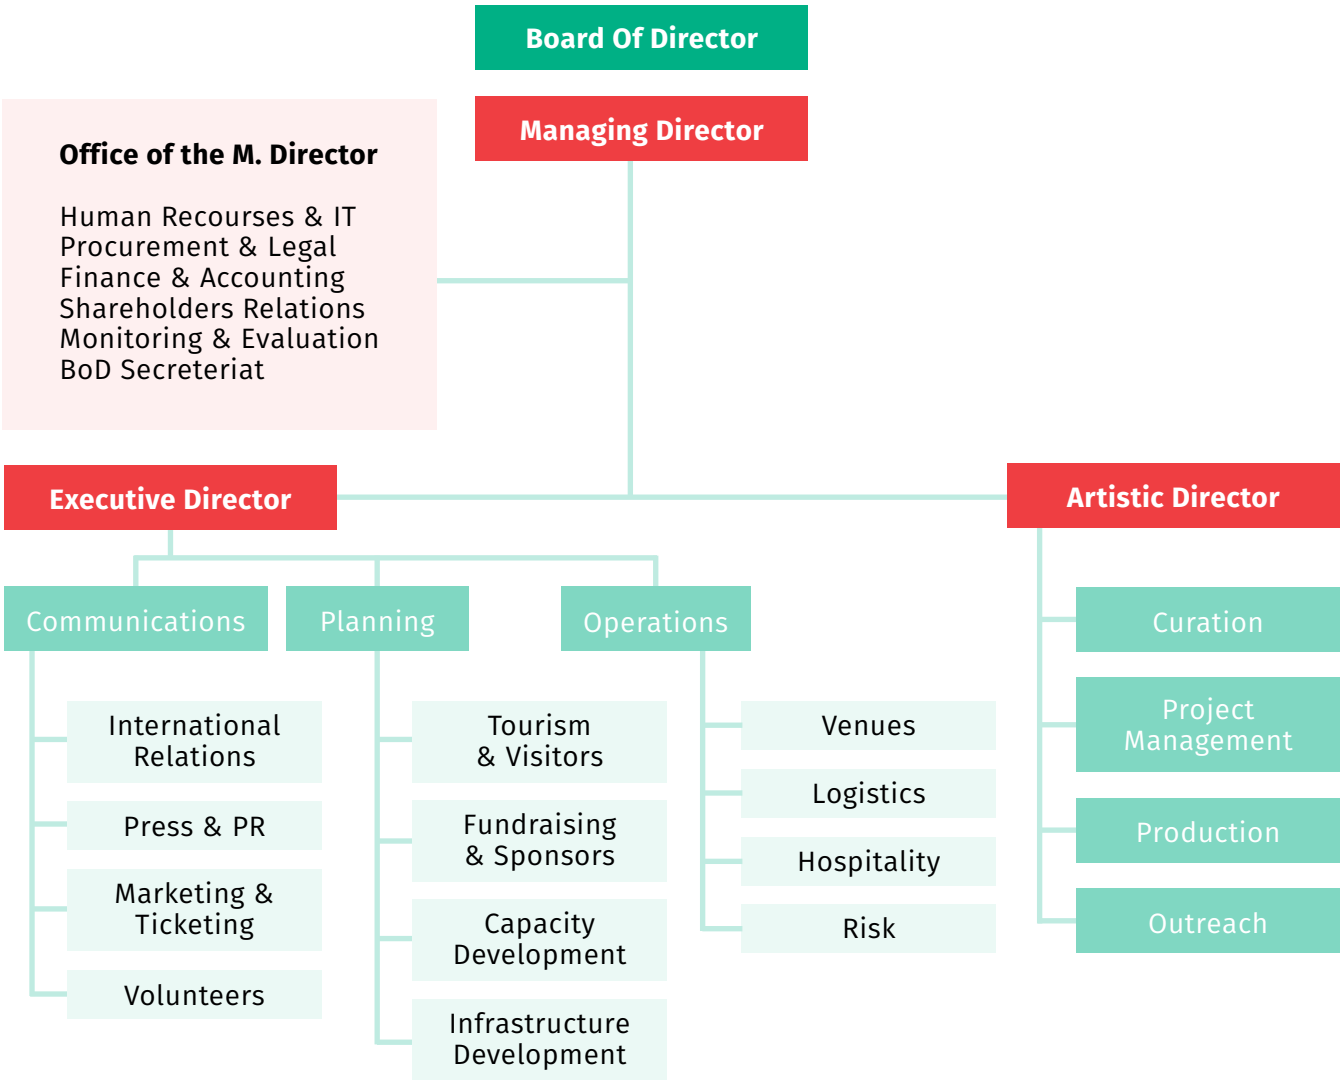 Board Of Director
Managing Director
Office of the M. Director
Human Recourses & IT
Procurement & Legal
Finance & Accounting
Shareholders Relations
Monitoring & Evaluation
BoD Secreteriat
Executive Director
Artistic Director
Communications
Planning
Operations
International
Relations
Press & PR
Marketing &
Ticketing
Volunteers
Tourism
& Visitors
Fundraising
& Sponsors
Capacity
Development
Infrastructure
Development
Venues
Logistics
Hospitality
Risk
Curation
Project
Management
Production
Outreach